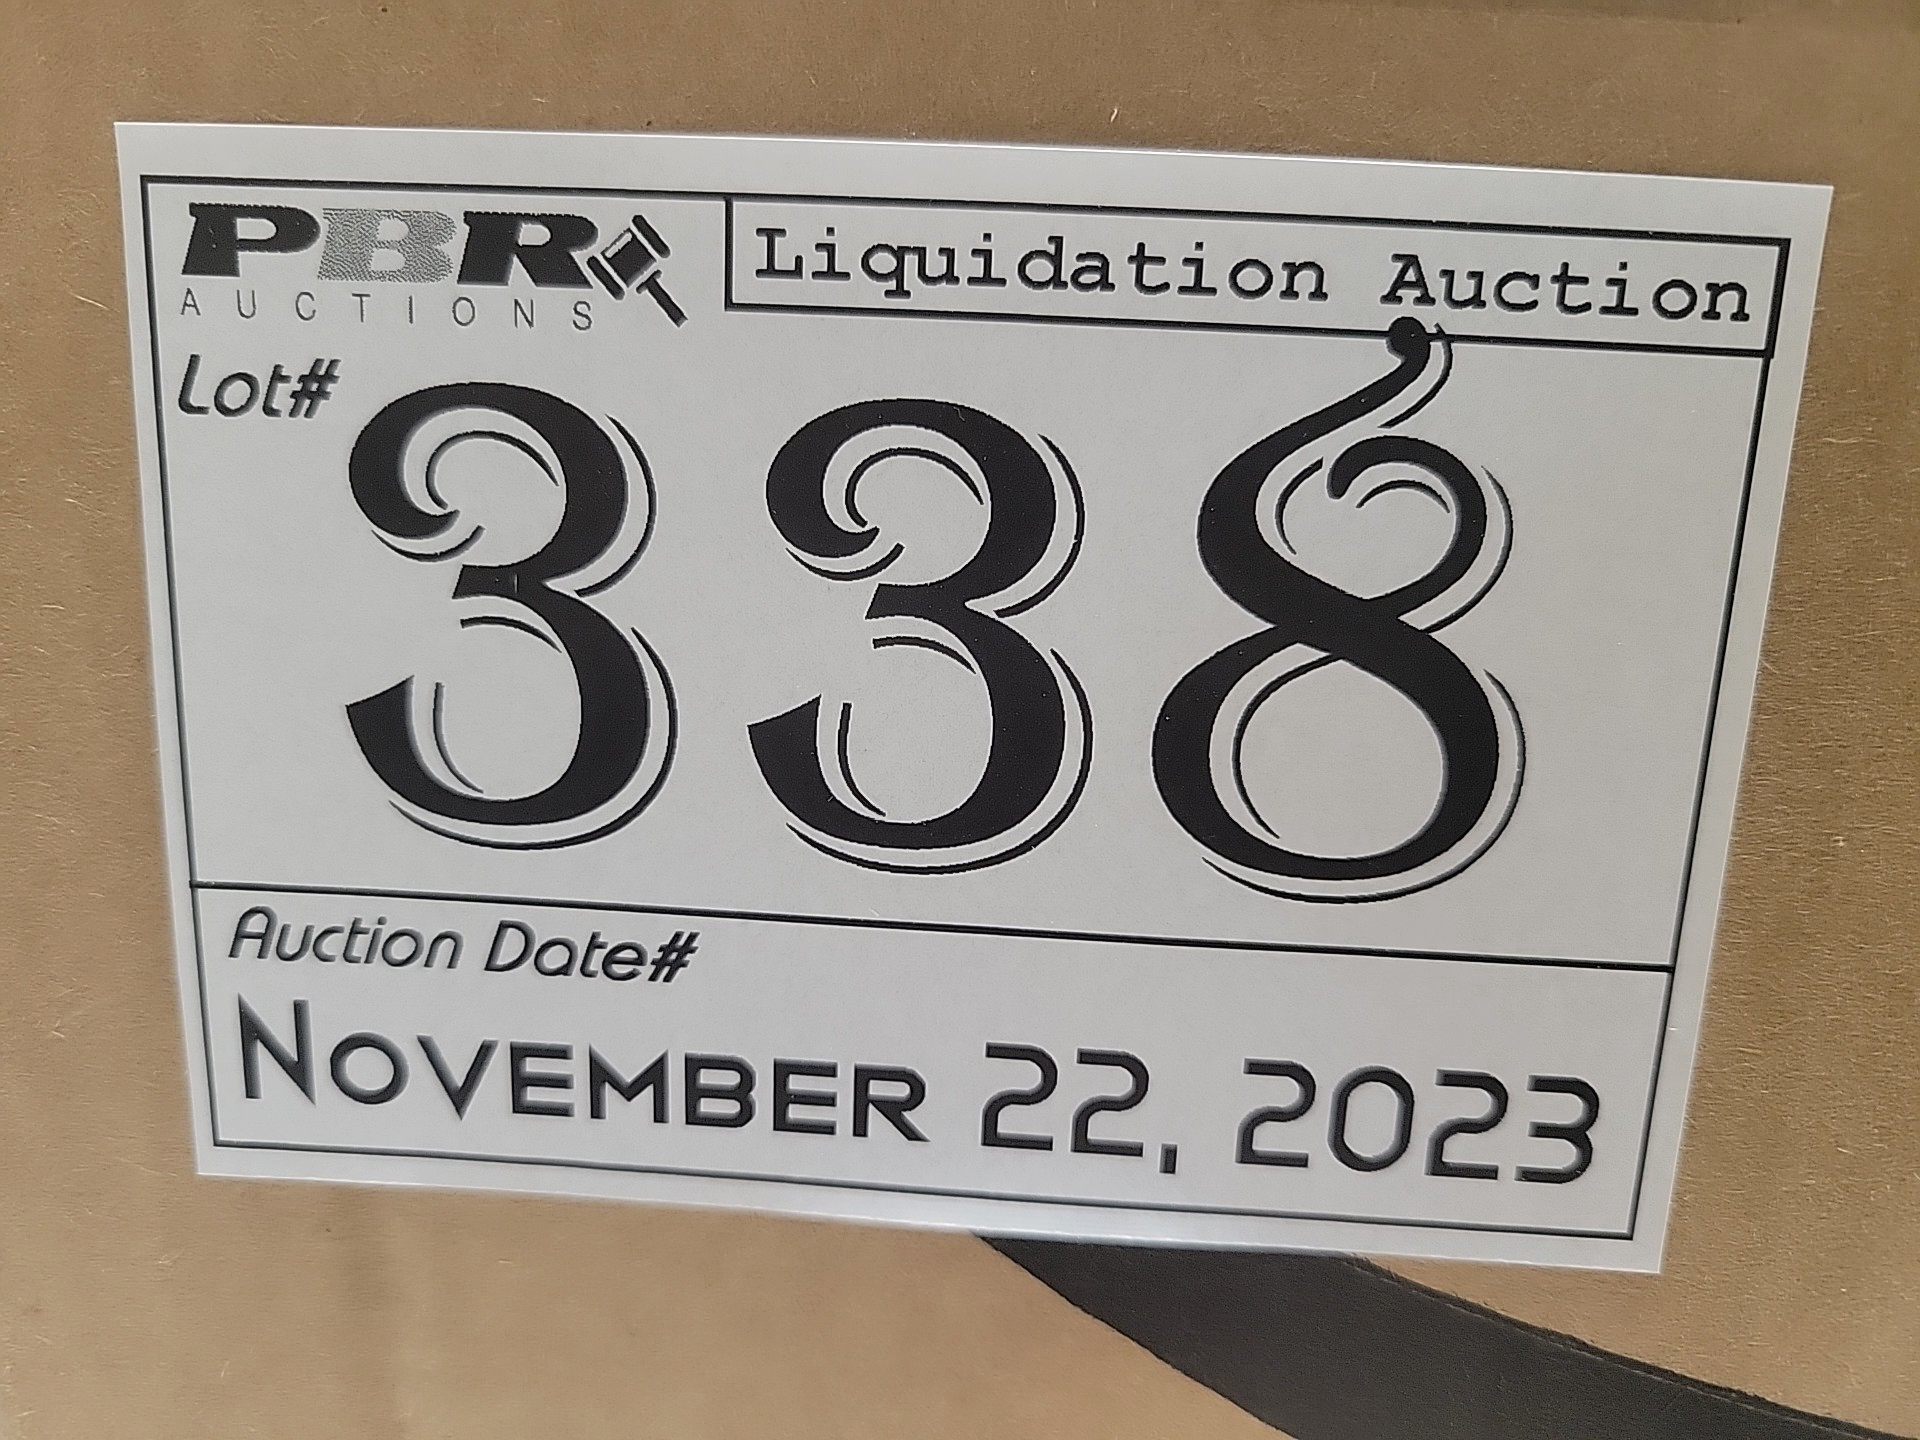 PBR
AUCTIONS
Liquidation Auction
Lot#
338
Auction Date#
NOVEMBER 22, 2023